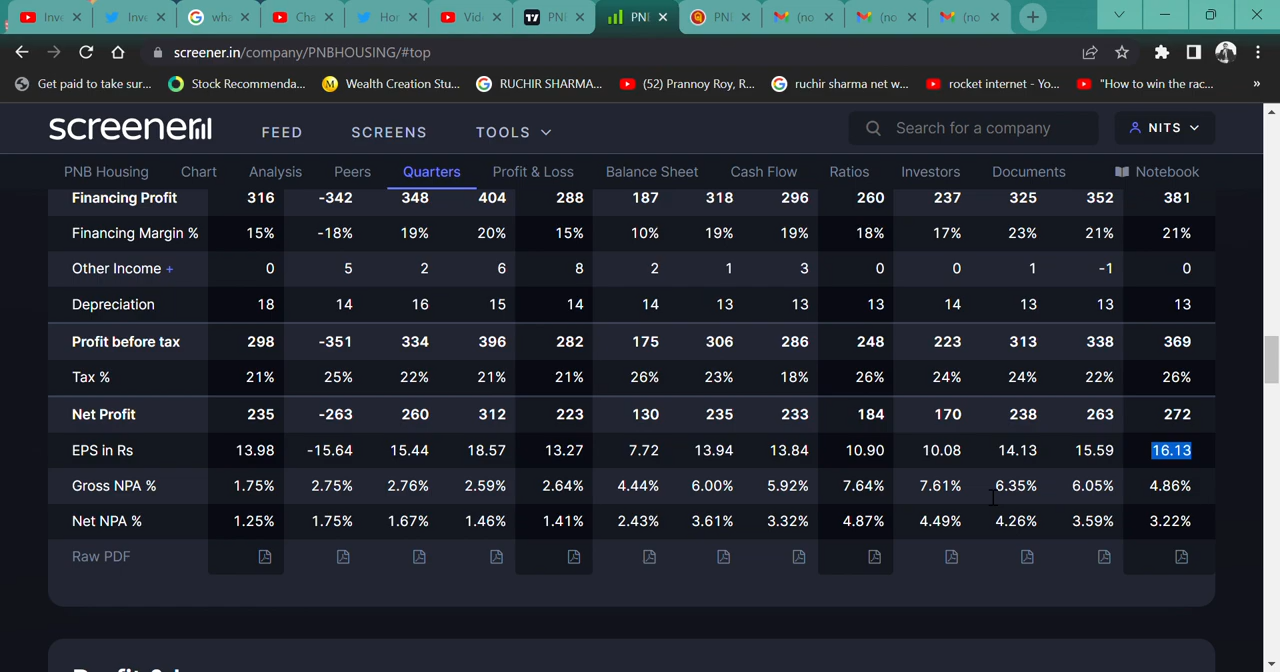 Inve
Inve
wha
Cha
Hor
Vid
PNI
PNI
PNI
(no
(no
(no
screener.in/company/PNBHOUSING/#top
Get paid to take sur... Stock Recommenda... Wealth Creation Stu... RUCHIR SHARMA... (52) Prannoy Roy, R... ruchir sharma net w... rocket internet - Yo... "How to win the rac... »
screener FEED SCREENS TOOLS Search for a company NITS
PNB Housing Chart Analysis Peers Quarters Profit & Loss Balance Sheet Cash Flow Ratios Investors Documents Notebook
Financing Profit 316 -342 348 404 288 187 318 296 260 237 325 352 381
Financing Margin % 15% -18% 19% 20% 15% 10% 19% 19% 18% 17% 23% 21% 21%
Other Income + 0 5 2 6 8 2 1 3 0 0 1 -1 0
Depreciation 18 14 16 15 14 14 13 13 13 14 13 13 13
Profit before tax 298 -351 334 396 282 175 306 286 248 223 313 338 369
Tax % 21% 25% 22% 21% 21% 26% 23% 18% 26% 24% 24% 22% 26%
Net Profit 235 -263 260 312 223 130 235 233 184 170 238 263 272
EPS in Rs 13.98 -15.64 15.44 18.57 13.27 7.72 13.94 13.84 10.90 10.08 14.13 15.59 16.13
Gross NPA % 1.75% 2.75% 2.76% 2.59% 2.64% 4.44% 6.00% 5.92% 7.64% 7.61% 6.35% 6.05% 4.86%
Net NPA % 1.25% 1.75% 1.67% 1.46% 1.41% 2.43% 3.61% 3.32% 4.87% 4.49% 4.26% 3.59% 3.22%
Raw PDF